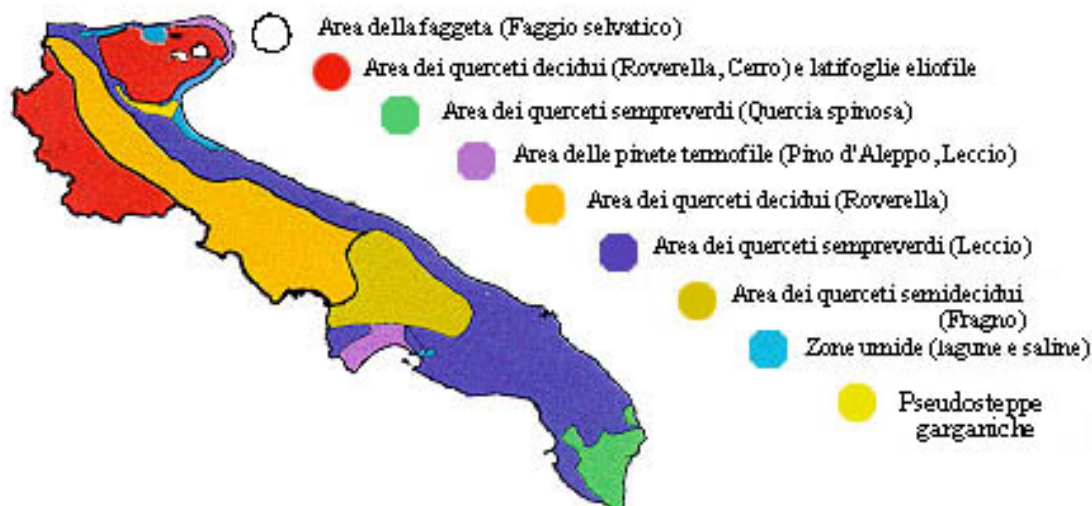 Area della faggeta (Faggio selvatico)
Area dei querceti decidui (Roverella, Cerro) e latifoglie eliofile
Area dei querceti sempreverdi (Quercia spinosa)
Area delle pinete termofile (Pino d'Aleppo, Leccio)
Area dei querceti decidui (Roverella)
Area dei querceti sempreverdi (Leccio)
Area dei querceti semidecidui
(Fragno)
Zone umide (lagune e saline)
Pseudosteppe
garganiche